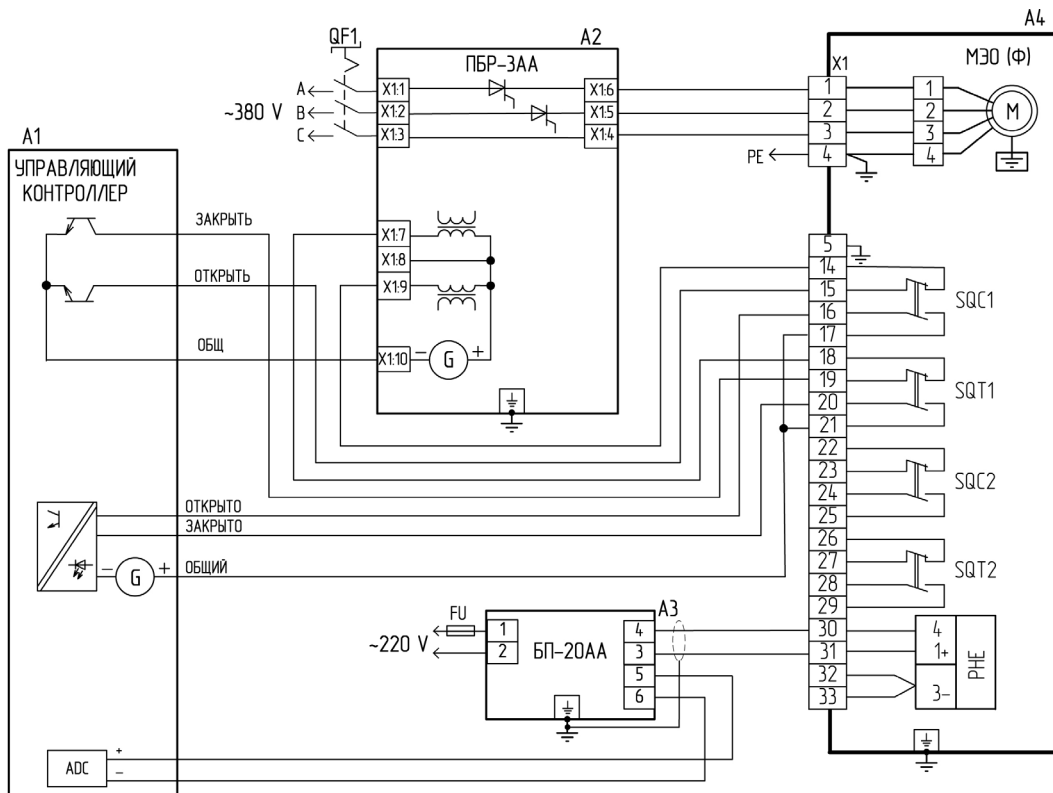 A4
QF1
A2
МЭО (Ф)
ПБР-3АА
X1
A
X1:1
X1:6
1
1
~380 V
B
X1:2
X1:5
2
2
M
C
X1:3
X1:4
3
3
PE
4
4
A1
УПРАВЛЯЮЩИЙ
КОНТРОЛЛЕР
ЗАКРЫТЬ
X1:7
X1:8
5
ОТКРЫТЬ
X1:9
14
15
SQC1
16
17
ОБЩ
X1:10
−
G
+
18
19
SQT1
20
21
22
23
SQC2
24
25
ОТКРЫТО
ЗАКРЫТО
26
27
SQT2
28
29
−
G
+
ОБЩИЙ
A3
FU
1
4
30
4
~220 V
2
БП-20АА
3
31
1+
РНЕ
5
32
6
33
3−
ADC
+
−